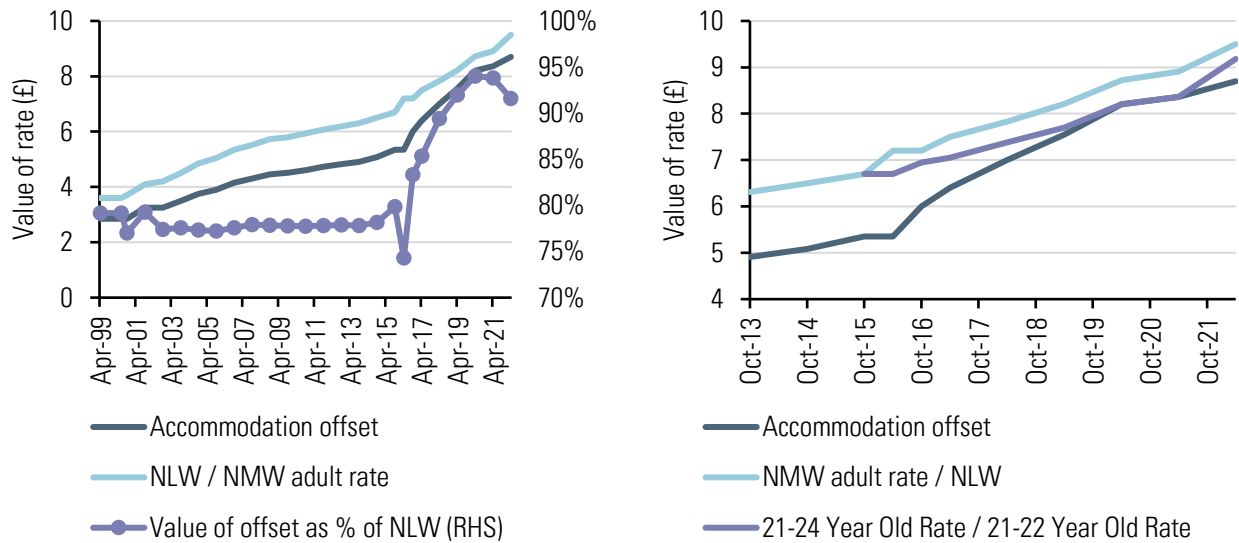 Value of rate (£)
10
8
6
4
2
0
100%
95%
90%
85%
80%
75%
70%
Apr-99
Apr-01
Apr-03
Apr-05
Apr-07
Apr-09
Apr-11
Apr-13
Apr-15
Apr-17
Apr-19
Apr-21
Accommodation offset
NLW / NMW adult rate
Value of offset as % of NLW (RHS)
Value of rate (£)
10
9
8
7
6
5
4
Oct-13
Oct-14
Oct-15
Oct-16
Oct-17
Oct-18
Oct-19
Oct-20
Oct-21
Accommodation offset
NMW adult rate / NLW
21-24 Year Old Rate / 21-22 Year Old Rate